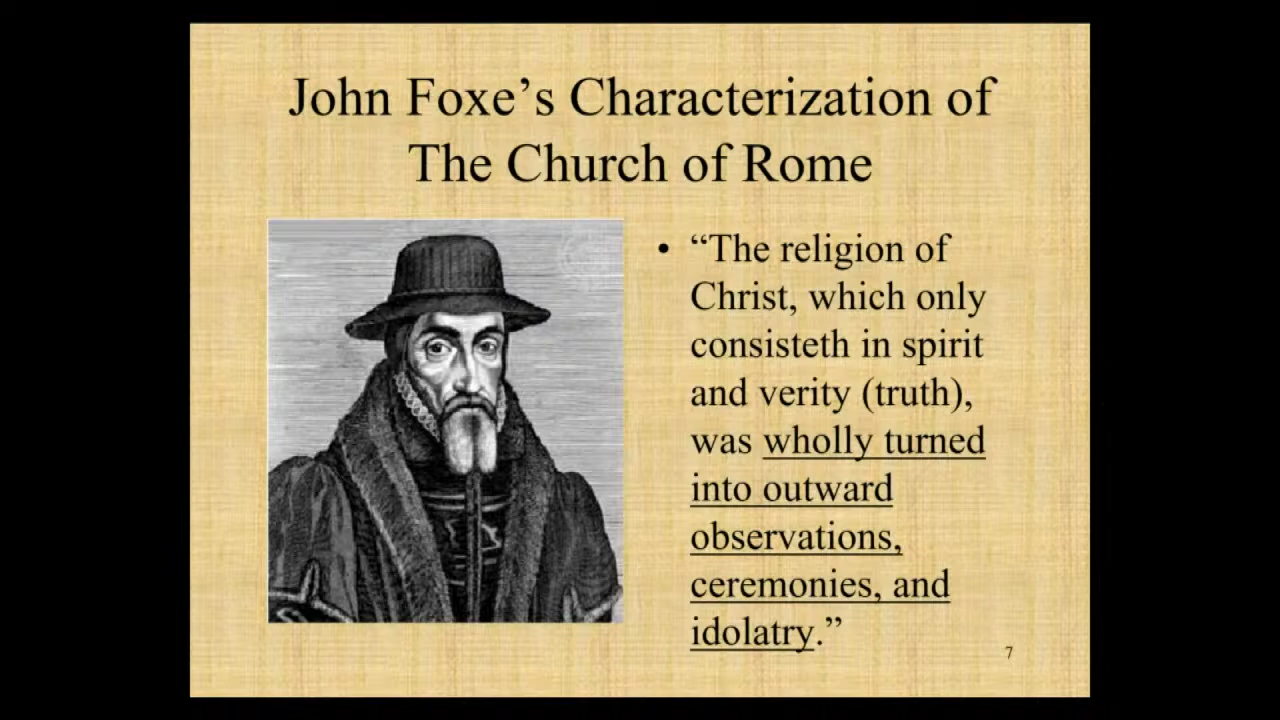 John Foxe’s Characterization of
The Church of Rome
• “The religion of
Christ, which only
consisteth in spirit
and verity (truth),
was wholly turned
into outward
observations,
ceremonies, and
idolatry.”
7